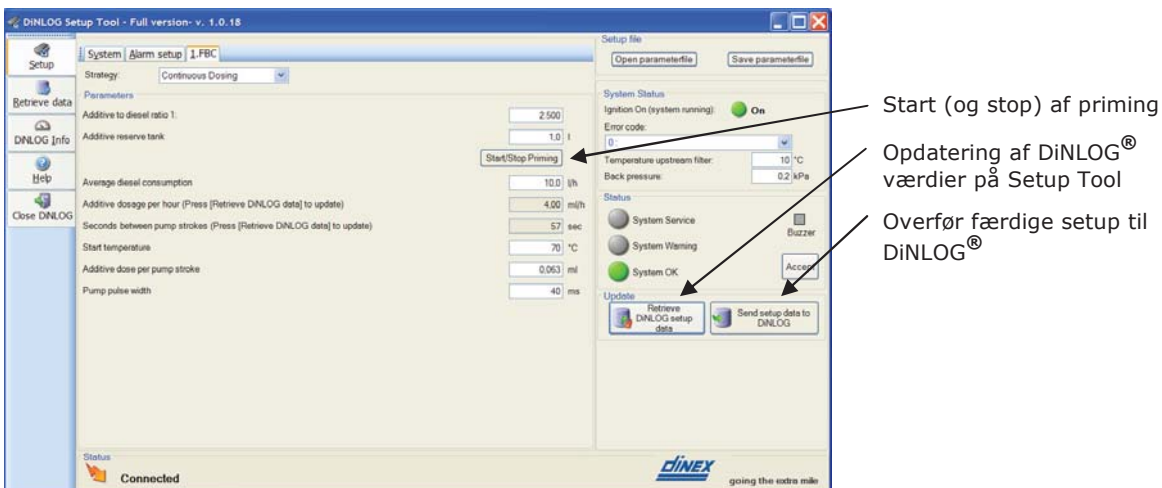 DiNLOG Setup Tool - Full version- v. 1.0.18
Setup
Retrieve data
DiNLOG Info
Help
Close DiNLOG
System Alarm setup 1.FBC
Strategy: Continuous Dosing
Parameters
Additive to diesel ratio 1: 2.500
Additive reserve tank 1,0 l
Start/Stop Priming
Average diesel consumption 10,0 l/h
Additive dosage per hour (Press [Retrieve DiNLOG data] to update) 4,00 ml/h
Seconds between pump strokes (Press [Retrieve DiNLOG data] to update) 57 sec
Start temperature 70 °C
Additive dose per pump stroke 0,063 ml
Pump pulse width 40 ms
Setup file
Open parameterfile Save parameterfile
System Status
Ignition On (system running): On
Error code:
0 :
Temperature upstream filter: 10 °C
Back pressure: 0.2 kPa
Status
System Service
Buzzer
System Warning
System OK
Accept
Update
Retrieve DiNLOG setup data
Send setup data to DiNLOG
Status
Connected
DiNEX
going the extra mile
Start (og stop) af priming
Opdatering af DiNLOG®
værdier på Setup Tool
Overfør færdige setup til
DiNLOG®